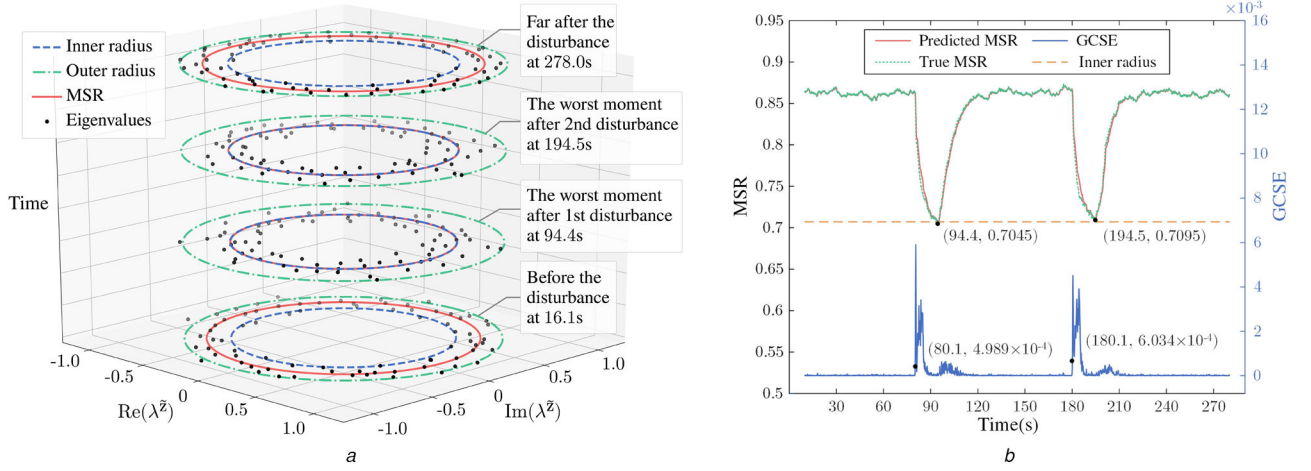 Inner radius
Outer radius
MSR
Eigenvalues
Far after the
disturbance
at 278.0s
The worst moment
after 2nd disturbance
at 194.5s
The worst moment
after 1st disturbance
at 94.4s
Before the
disturbance
at 16.1s
Time
-1.0
-0.5
0
0.5
1.0
Re(λ^Z̃)
-1.0
-0.5
0
0.5
1.0
Im(λ^Z̃)
a
MSR
0.95
0.9
0.85
0.8
0.75
0.7
0.65
0.6
0.55
0.5
Predicted MSR
True MSR
GCSE
Inner radius
(94.4, 0.7045)
(194.5, 0.7095)
(80.1, 4.989×10⁻⁴)
(180.1, 6.034×10⁻⁴)
×10⁻³
16
14
12
10
8
6
4
2
0
GCSE
30
60
90
120
150
180
210
240
270
Time(s)
b